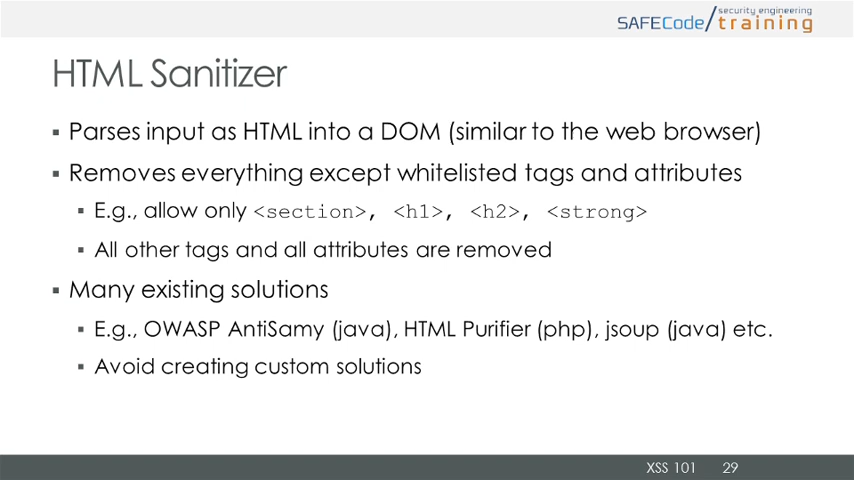 security engineering
SAFECode/training
HTML Sanitizer
▪ Parses input as HTML into a DOM (similar to the web browser)
▪ Removes everything except whitelisted tags and attributes
▪ E.g., allow only <section>, <h1>, <h2>, <strong>
▪ All other tags and all attributes are removed
▪ Many existing solutions
▪ E.g., OWASP AntiSamy (java), HTML Purifier (php), jsoup (java) etc.
▪ Avoid creating custom solutions
XSS 101 29